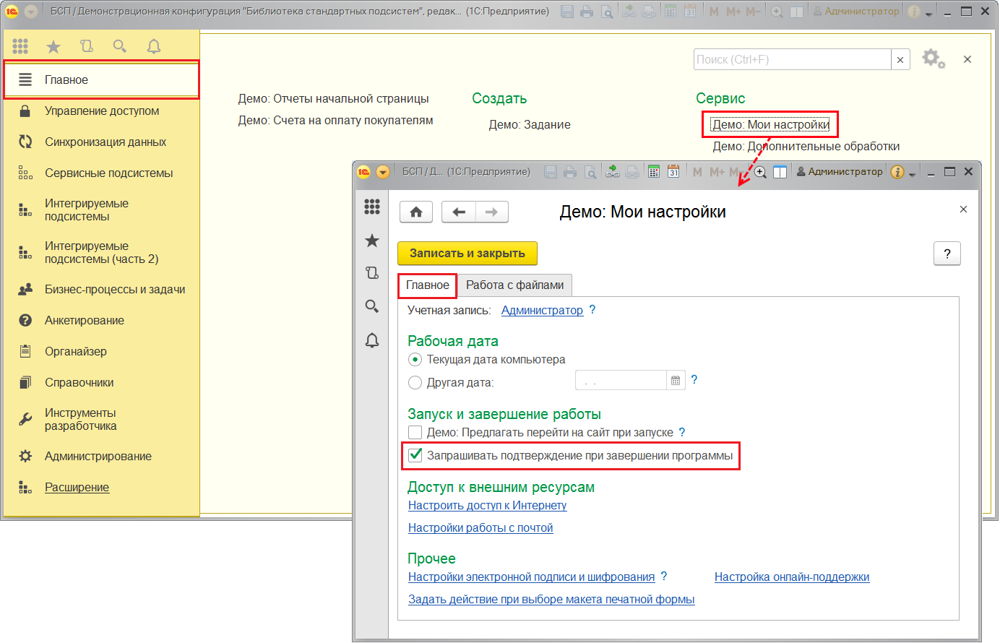 1С БСП / Демонстрационная конфигурация "Библиотека стандартных подсистем", редак... (1С:Предприятие) 31 M M+ M- Администратор i
Главное
Управление доступом
Синхронизация данных
Сервисные подсистемы
Интегрируемые
подсистемы
Интегрируемые
подсистемы (часть 2)
Бизнес-процессы и задачи
Анкетирование
Органайзер
Справочники
Инструменты
разработчика
Администрирование
Расширение
Поиск (Ctrl+F) ×
Демо: Отчеты начальной страницы
Демо: Счета на оплату покупателям
Создать
Демо: Задание
Сервис
Демо: Мои настройки
Демо: Дополнительные обработки
1С БСП / Д... (1С:Предприятие) 31 M M+ Администратор i
Демо: Мои настройки
Записать и закрыть
?
Главное
Работа с файлами
Учетная запись: Администратор ?
Рабочая дата
Текущая дата компьютера
Другая дата: . . ?
Запуск и завершение работы
Демо: Предлагать перейти на сайт при запуске ?
Запрашивать подтверждение при завершении программы
Доступ к внешним ресурсам
Настроить доступ к Интернету
Настройки работы с почтой
Прочее
Настройки электронной подписи и шифрования ? Настройка онлайн-поддержки
Задать действие при выборе макета печатной формы